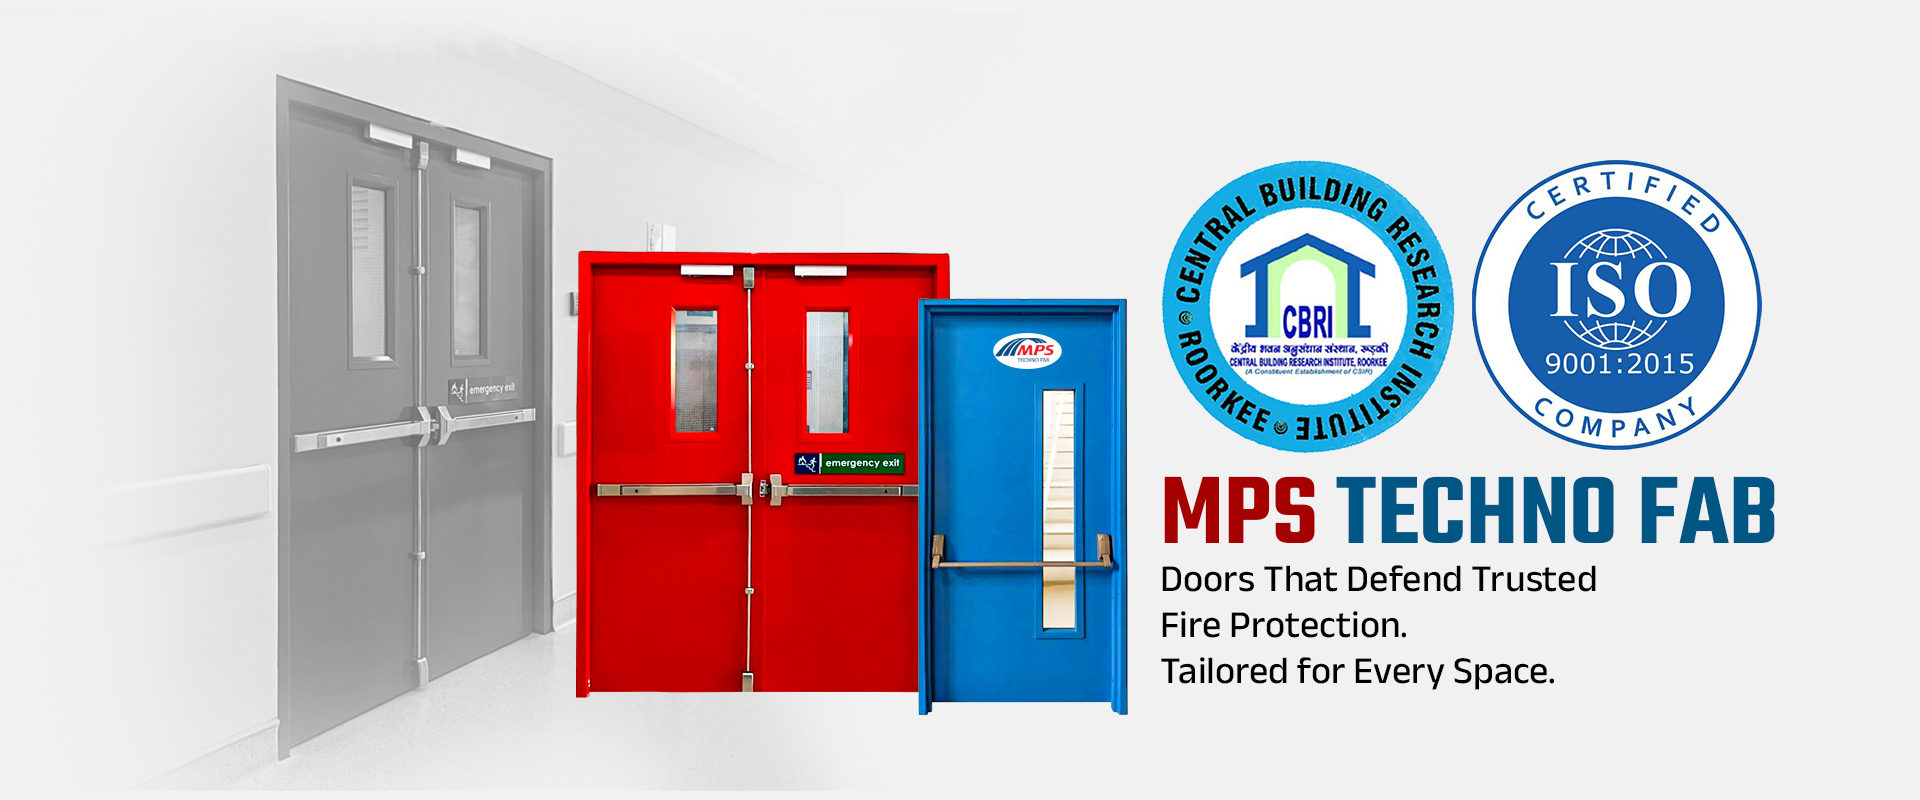 emergency exit
emergency exit
MPS
TECHNO FAB
CENTRAL BUILDING RESEARCH INSTITUTE
ROORKEE
CBRI
केंद्रीय भवन अनुसंधान संस्थान, रूड़की
CENTRAL BUILDING RESEARCH INSTITUTE, ROORKEE
(A Constituent Establishment of CSIR)
CERTIFIED
ISO
9001:2015
COMPANY
MPS TECHNO FAB
Doors That Defend Trusted
Fire Protection.
Tailored for Every Space.